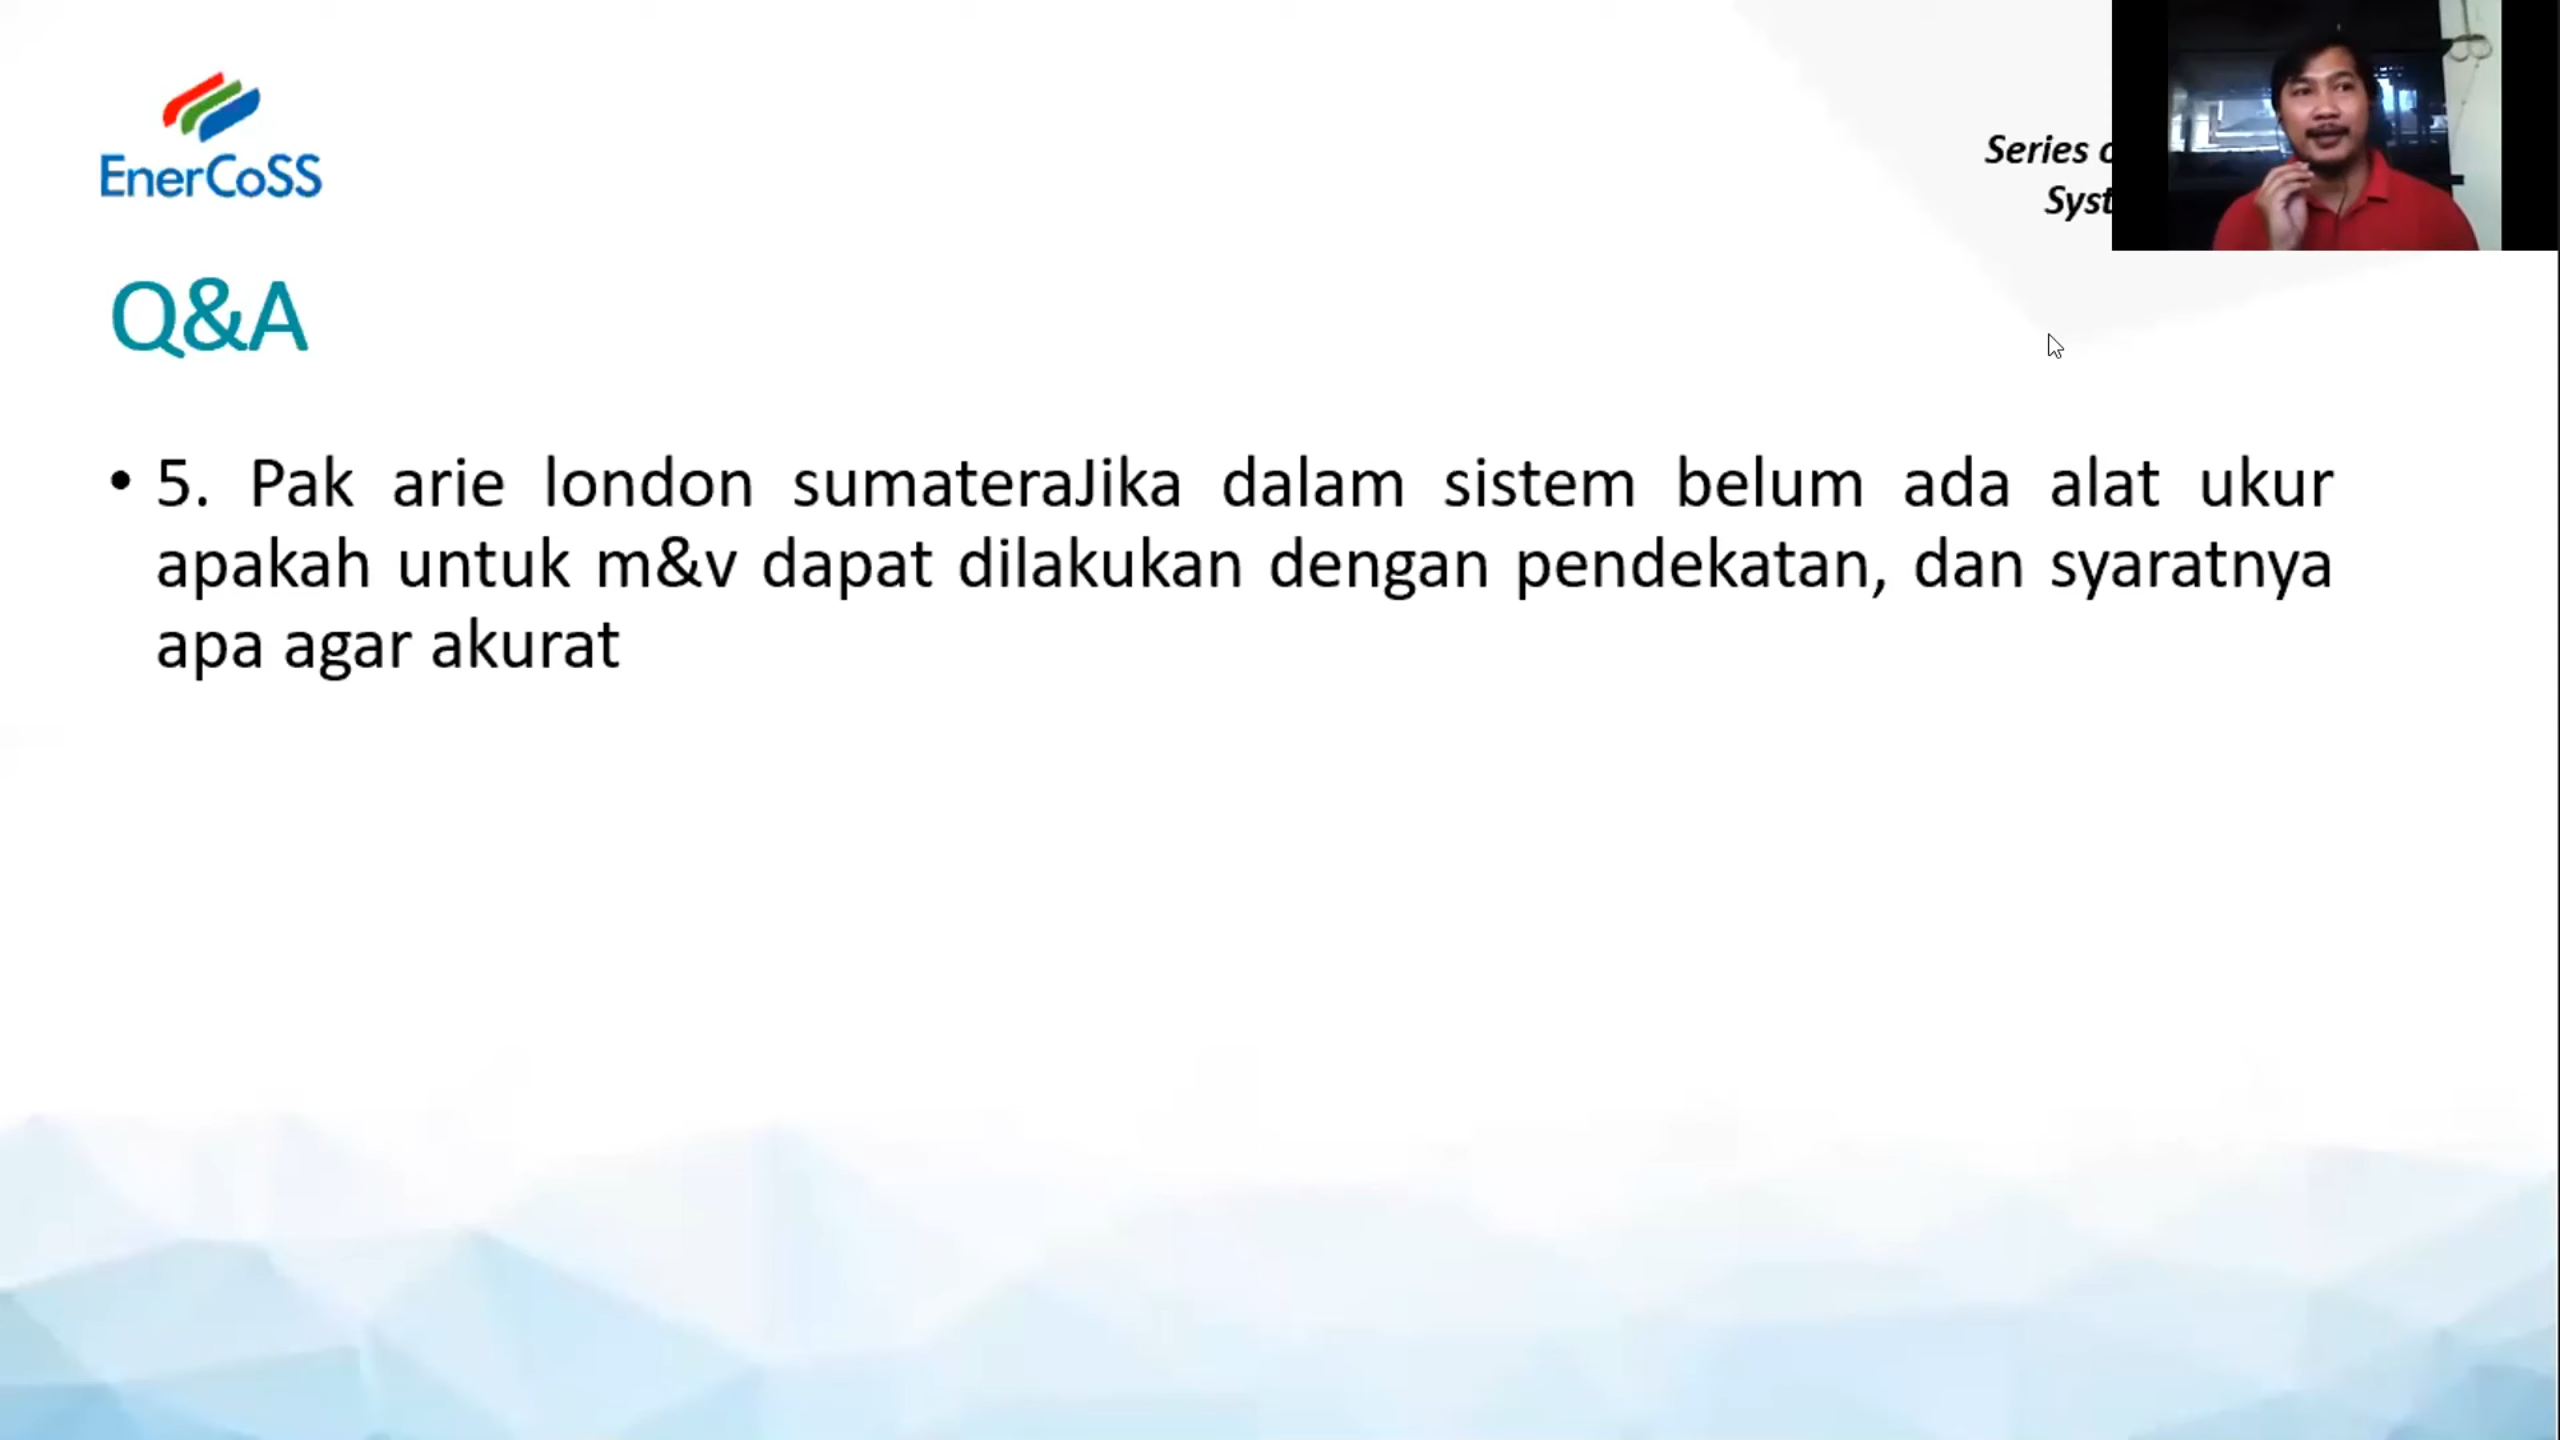 EnerCoSS
Series
Q&A
• 5. Pak arie london sumateraJika dalam sistem belum ada alat ukur
apakah untuk m&v dapat dilakukan dengan pendekatan, dan syaratnya
apa agar akurat